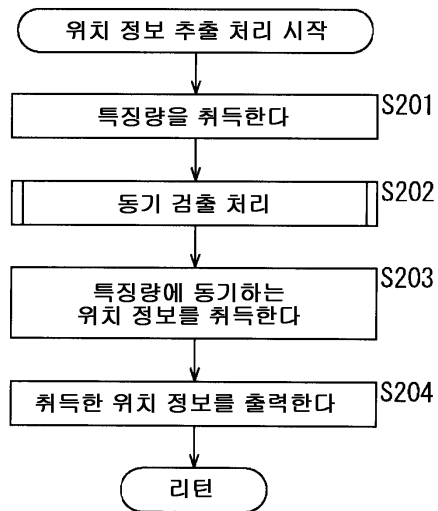 위치 정보 추출 처리 시작
특징량을 취득한다
S201
동기 검출 처리
S202
특징량에 동기하는
위치 정보를 취득한다
S203
취득한 위치 정보를 출력한다
S204
리턴